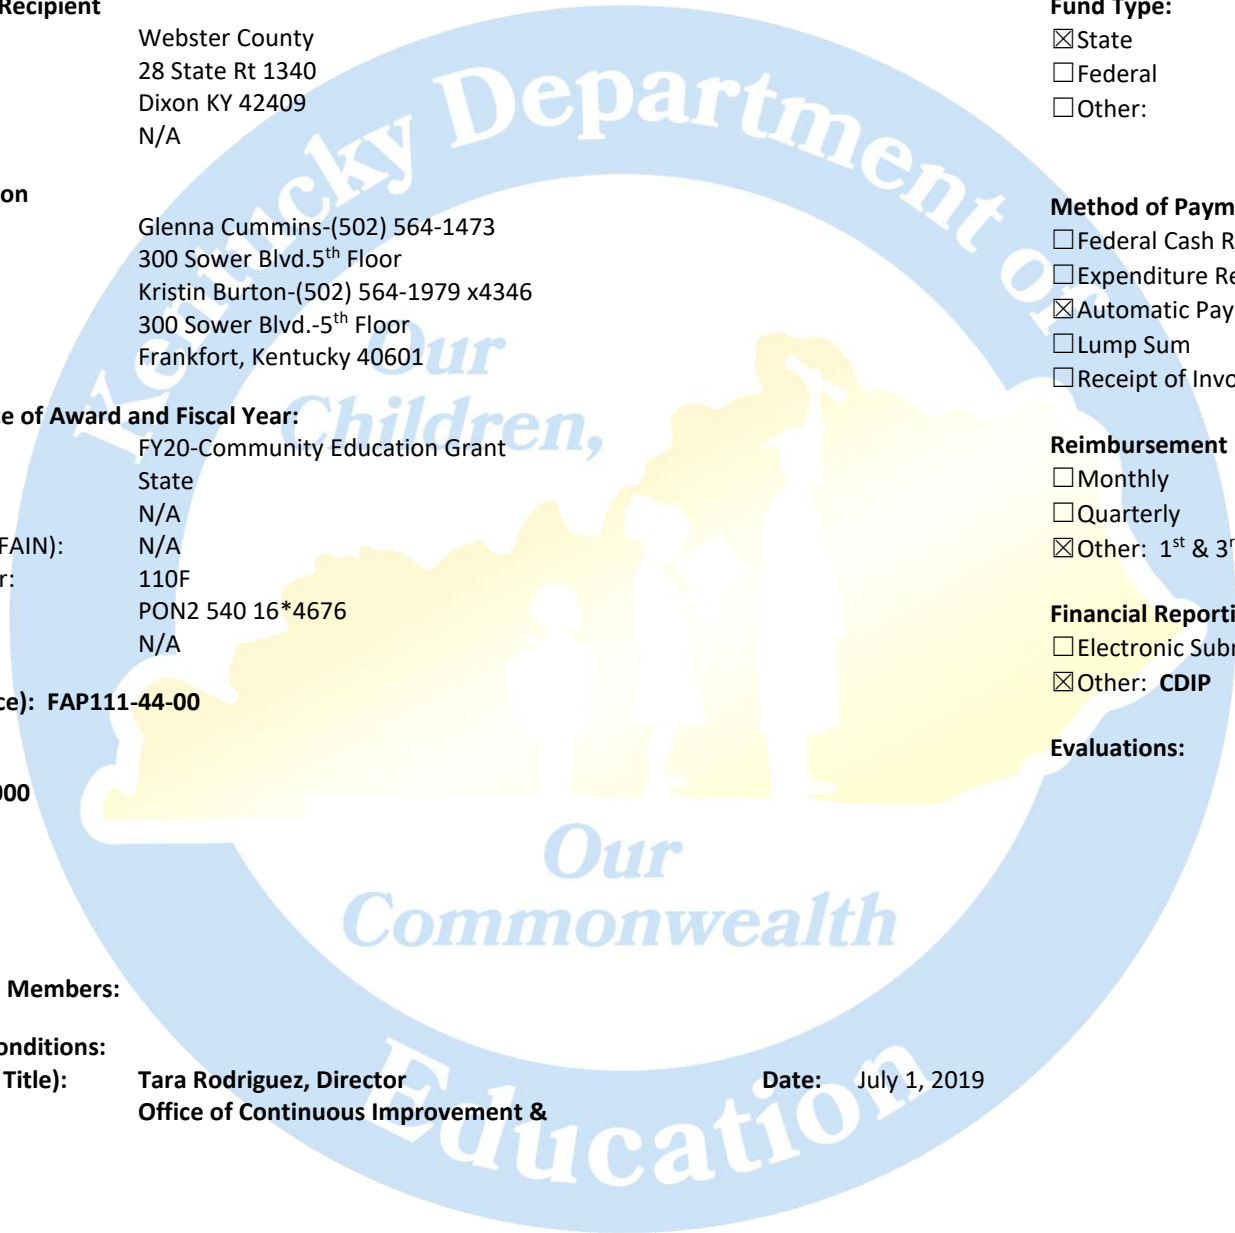 Recipient
Webster County
28 State Rt 1340
Dixon KY 42409
N/A
on
Glenna Cummins-(502) 564-1473
300 Sower Blvd.5th Floor
Kristin Burton-(502) 564-1979 x4346
300 Sower Blvd.-5th Floor
Frankfort, Kentucky 40601
e of Award and Fiscal Year:
FY20-Community Education Grant
State
N/A
FAIN): N/A
r: 110F
PON2 540 16*4676
N/A
ce): FAP111-44-00
000
Members:
onditions:
Title): Tara Rodriguez, Director Date: July 1, 2019
Office of Continuous Improvement &
Fund Type:
☒State
☐Federal
☐Other:
Method of Paym
☐Federal Cash R
☐Expenditure Re
☒Automatic Pay
☐Lump Sum
☐Receipt of Invo
Reimbursement
☐Monthly
☐Quarterly
☒Other: 1st & 3r
Financial Reporti
☐Electronic Subr
☒Other: CDIP
Evaluations:
Kentucky Department of
Education
Our
Children,
Our
Commonwealth